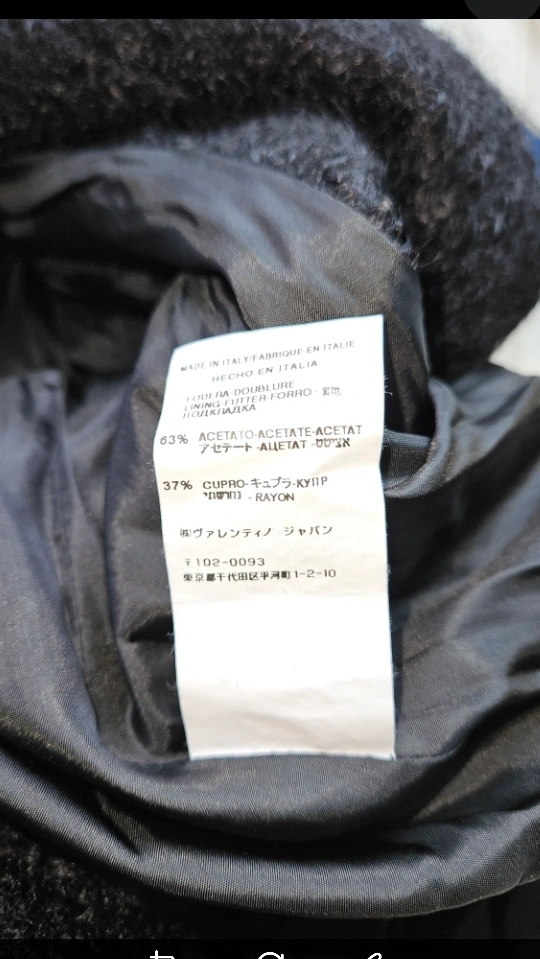 MADE IN ITALY/FABRIQUE EN ITALIE
HECHO EN ITALIA
FODERA-DOUBLURE
LINING-FUTTER-FORRO - 裏地
ПОДКЛАДКА
63% ACETATO-ACETATE-ACETAT
アセテート -АЦЕТАТ -אציטט
37% CUPRO-キュプラ-КУПР
- RAYON
㈱ヴァレンティノ ジャパン
〒102-0093
東京都千代田区平河町1-2-10